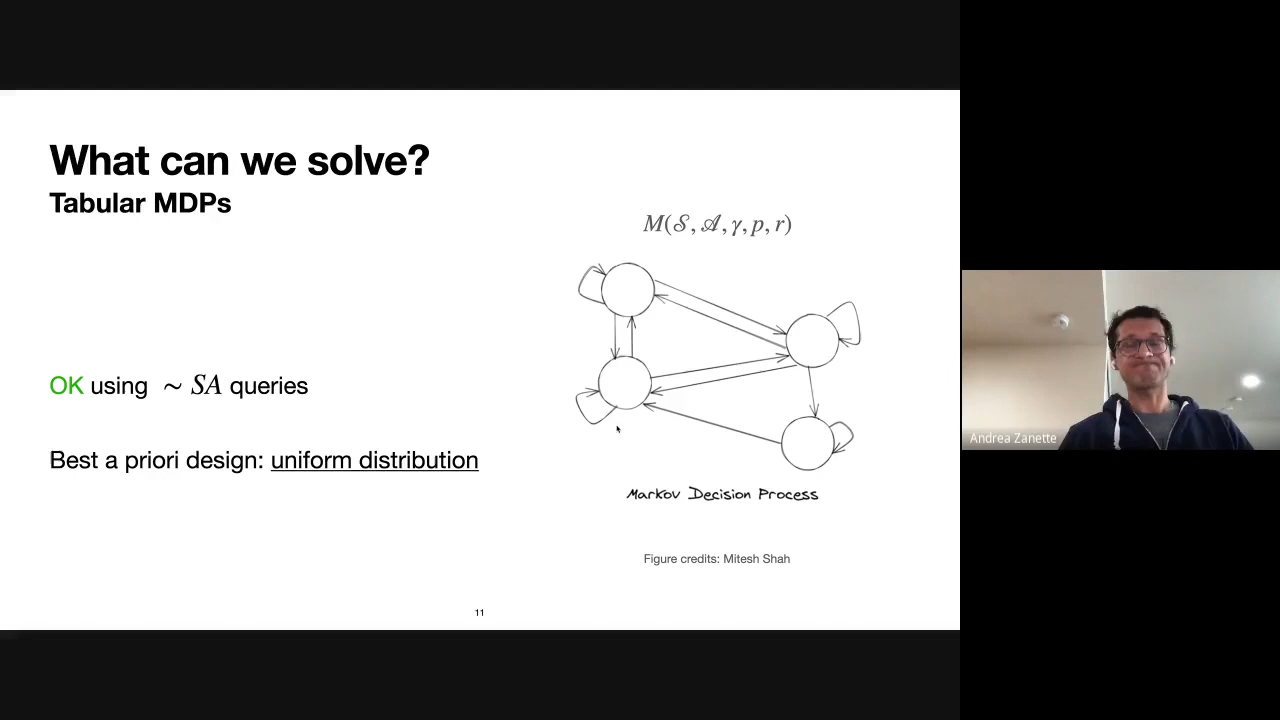 What can we solve?
Tabular MDPs
M(𝒮, 𝒜, γ, p, r)
OK using ∼ SA queries
Best a priori design: uniform distribution
Markov Decision Process
Figure credits: Mitesh Shah
11
Andrea Zanette